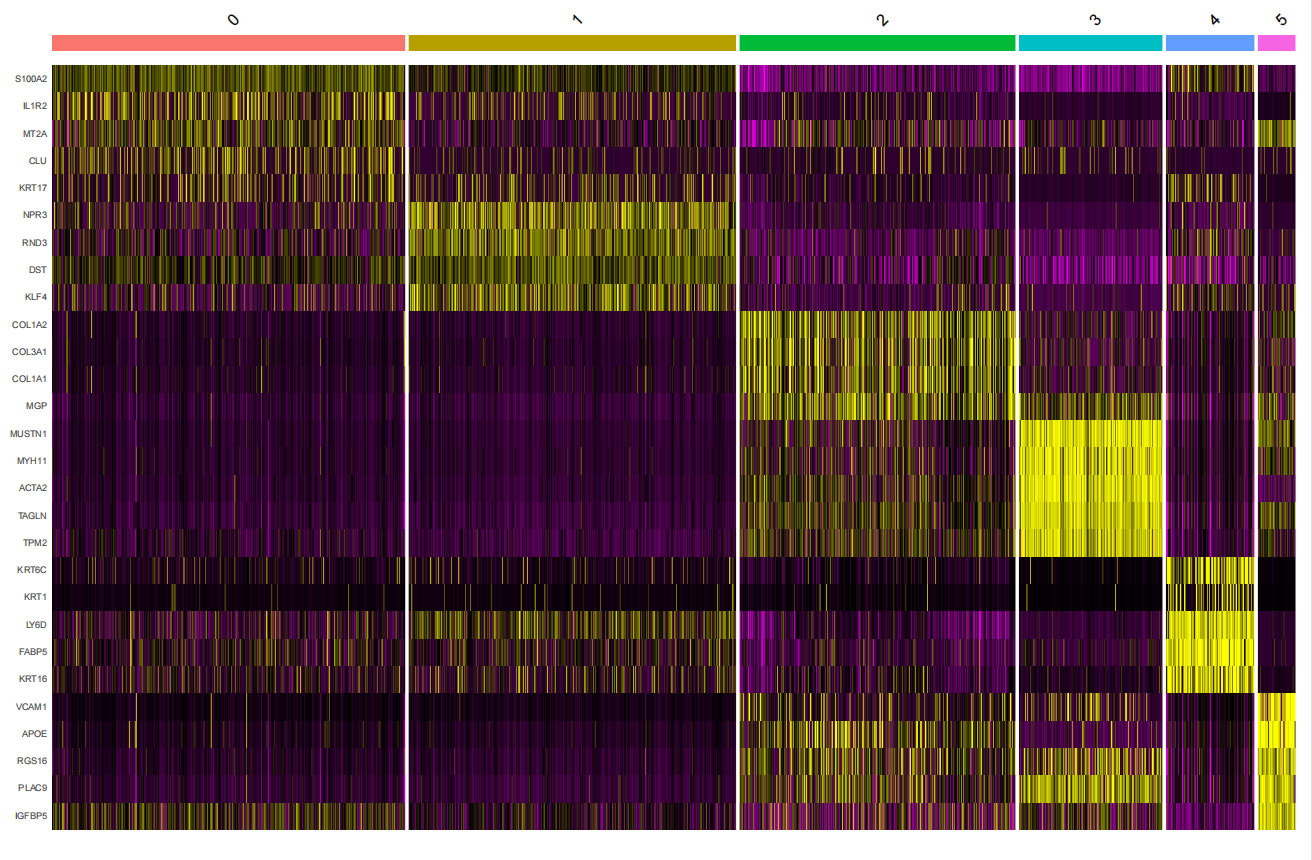 0 1 2 3 4 5
S100A2
IL1R2
MT2A
CLU
KRT17
NPR3
RND3
DST
KLF4
COL1A2
COL3A1
COL1A1
MGP
MUSTN1
MYH11
ACTA2
TAGLN
TPM2
KRT6C
KRT1
LY6D
FABP5
KRT16
VCAM1
APOE
RGS16
PLAC9
IGFBP5